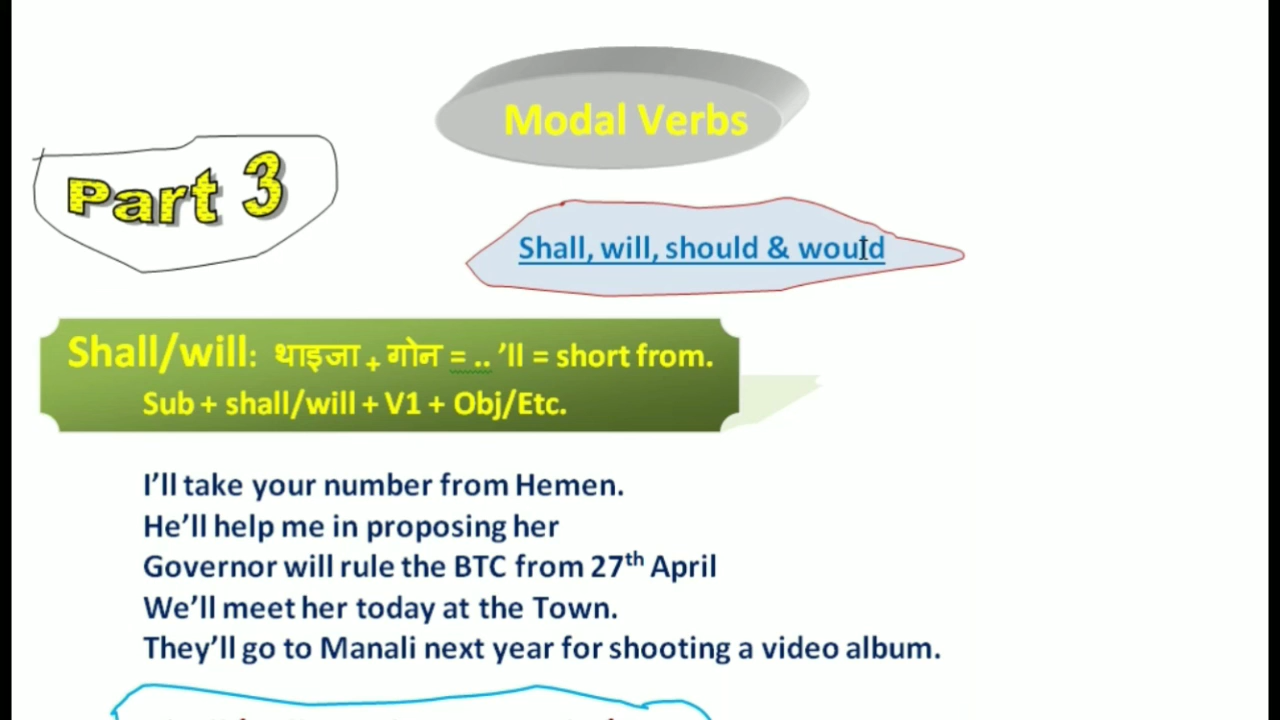 Modal Verbs
Part 3
Shall, will, should & would
Shall/will: थाइजा + गोन = .. ’ll = short from.
Sub + shall/will + V1 + Obj/Etc.
I’ll take your number from Hemen.
He’ll help me in proposing her
Governor will rule the BTC from 27th April
We’ll meet her today at the Town.
They’ll go to Manali next year for shooting a video album.